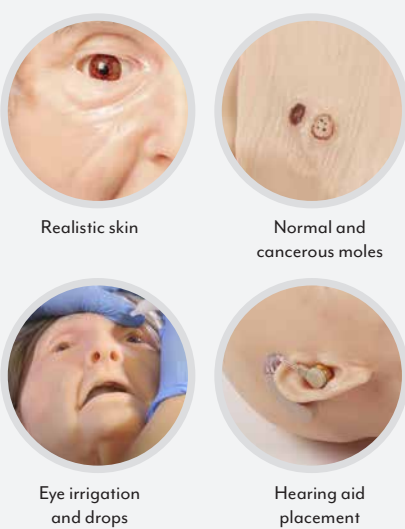 Realistic skin
Normal and
cancerous moles
Eye irrigation
and drops
Hearing aid
placement